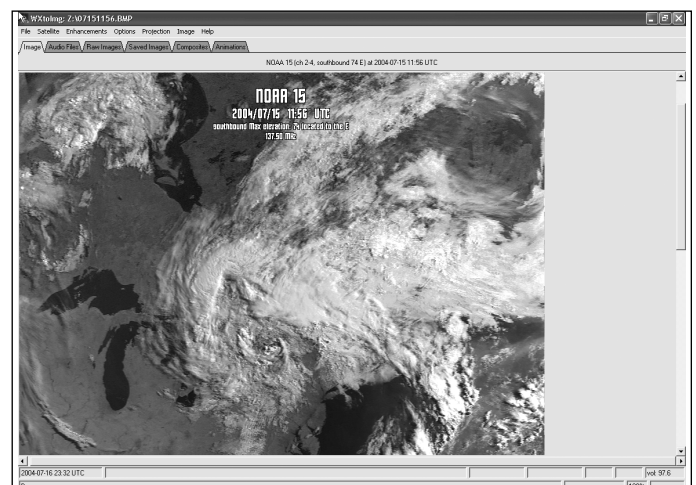 WXtoImg: Z:\07151156.BMP
File Satellite Enhancements Options Projection Image Help
Image Audio Files Raw Images Saved Images Composites Animations
NOAA 15 (ch 2-4, southbound 74 E) at 2004-07-15 11:56 UTC
NOAA 15
2004/07/15 11:56 UTC
southbound Max elevation: 74 located to the E
137.50 MHz
2004-07-16 23:32 UTC
vol: 97.6